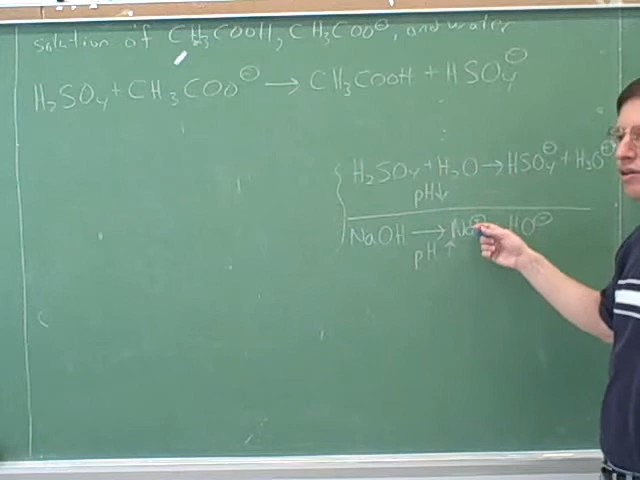 solution of CH3COOH, CH3COO⊖, and water
H2SO4 + CH3COO⊖ → CH3COOH + HSO4⊖
H2SO4 + H2O → HSO4⊖ + H3O⊕
pH↓
NaOH → Na⊕ HO⊖
pH ↑